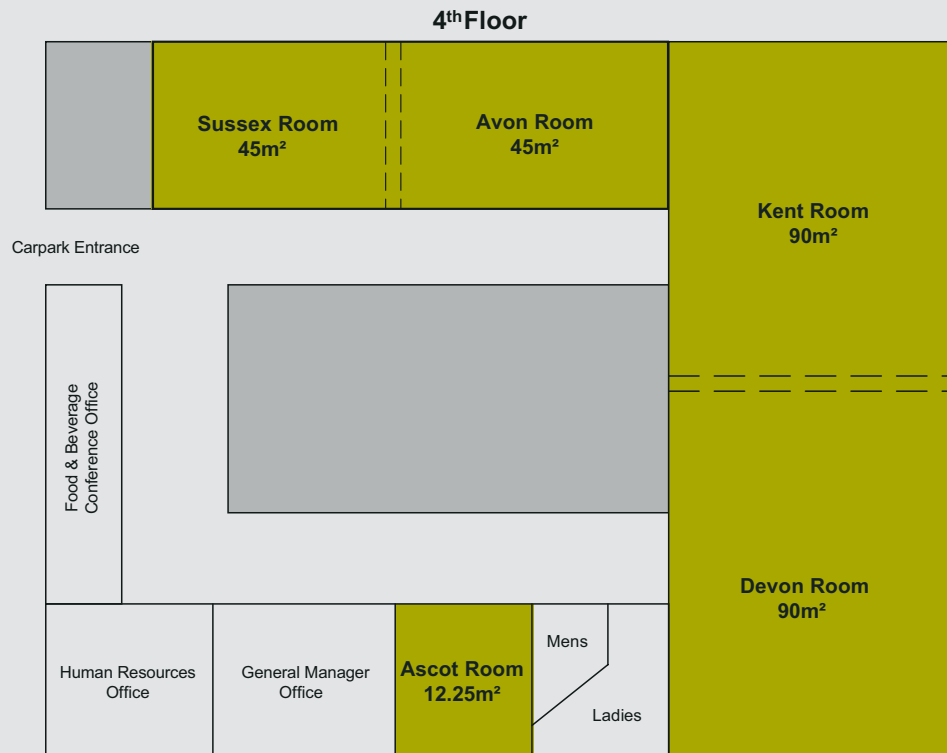 4th Floor
Sussex Room
45m²
Avon Room
45m²
Kent Room
90m²
Carpark Entrance
Food & Beverage
Conference Office
Devon Room
90m²
Human Resources
Office
General Manager
Office
Ascot Room
12.25m²
Mens
Ladies